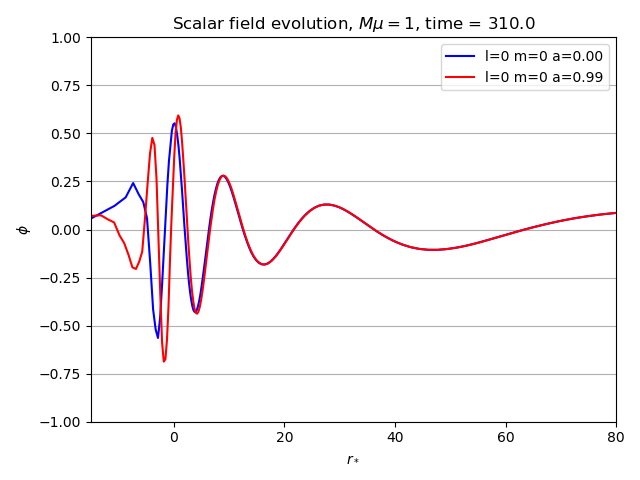 Scalar field evolution, $M\mu = 1$, time = 310.0
l=0 m=0 a=0.00
l=0 m=0 a=0.99
1.00
0.75
0.50
0.25
0.00
−0.25
−0.50
−0.75
−1.00
ϕ
0 20 40 60 80
r*